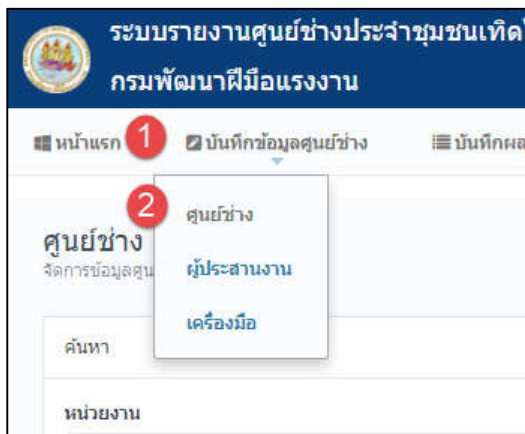 ระบบรายงานศูนย์ช่างประจำชุมชนเทิด
กรมพัฒนาฝีมือแรงงาน
หน้าแรก 1 บันทึกข้อมูลศูนย์ช่าง บันทึกผล
2 ศูนย์ช่าง
ศูนย์ช่าง
จัดการข้อมูลศูน
ผู้ประสานงาน
เครื่องมือ
ค้นหา
หน่วยงาน